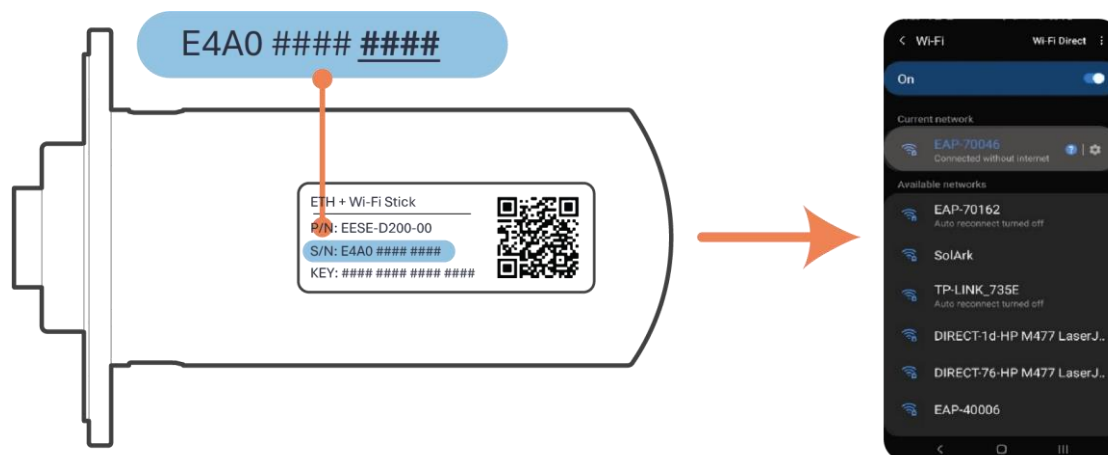 E4A0 #### ####
ETH + Wi-Fi Stick
P/N: EESE-D200-00
S/N: E4A0 #### ####
KEY: #### #### #### ####
Wi-Fi
Wi-Fi Direct
On
Current network
EAP-70046
Connected without internet
Available networks
EAP-70162
Auto reconnect turned off
SolArk
TP-LINK_735E
Auto reconnect turned off
DIRECT-1d-HP M477 LaserJ..
DIRECT-76-HP M477 LaserJ..
EAP-40006